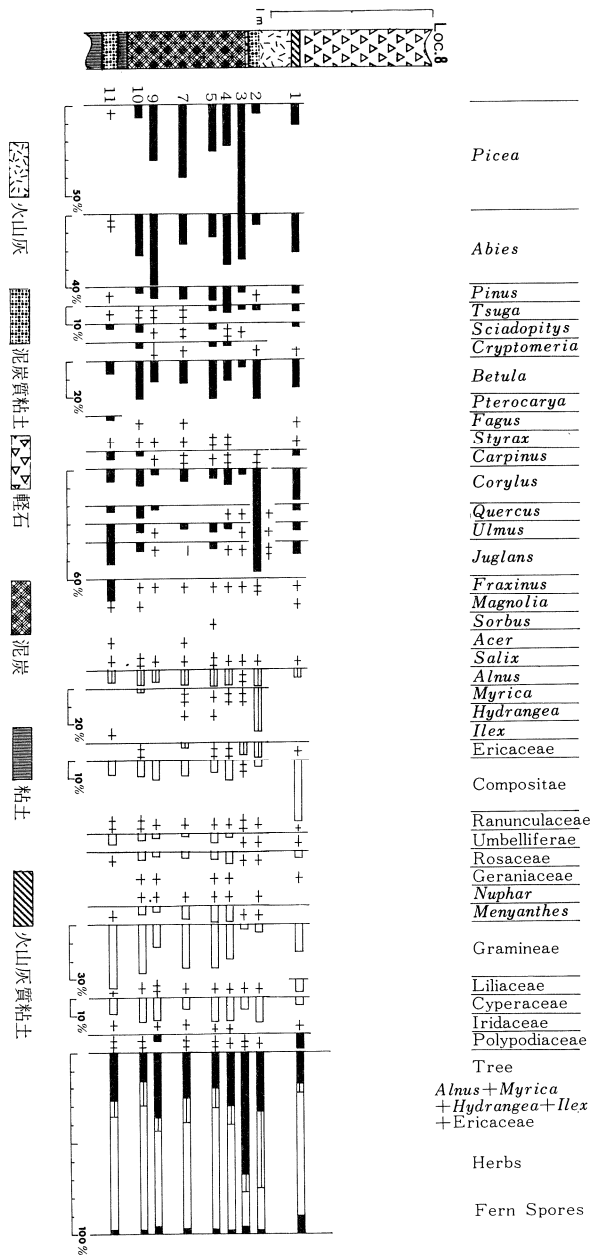 Loc.8
1 m
1
2
3
4
5
7
9
10
11
Picea
Abies
Pinus
Tsuga
Sciadopitys
Cryptomeria
Betula
Pterocarya
Fagus
Styrax
Carpinus
Corylus
Quercus
Ulmus
Juglans
Fraxinus
Magnolia
Sorbus
Acer
Salix
Alnus
Myrica
Hydrangea
Ilex
Ericaceae
Compositae
Ranunculaceae
Umbelliferae
Rosaceae
Geraniaceae
Nuphar
Menyanthes
Gramineae
Liliaceae
Cyperaceae
Iridaceae
Polypodiaceae
Tree
Alnus+Myrica
+Hydrangea+Ilex
+Ericaceae
Herbs
Fern Spores
50%
40%
10%
20%
60%
20%
10%
30%
10%
100%
火山灰
泥炭質粘土
軽石
泥炭
粘土
火山灰質粘土